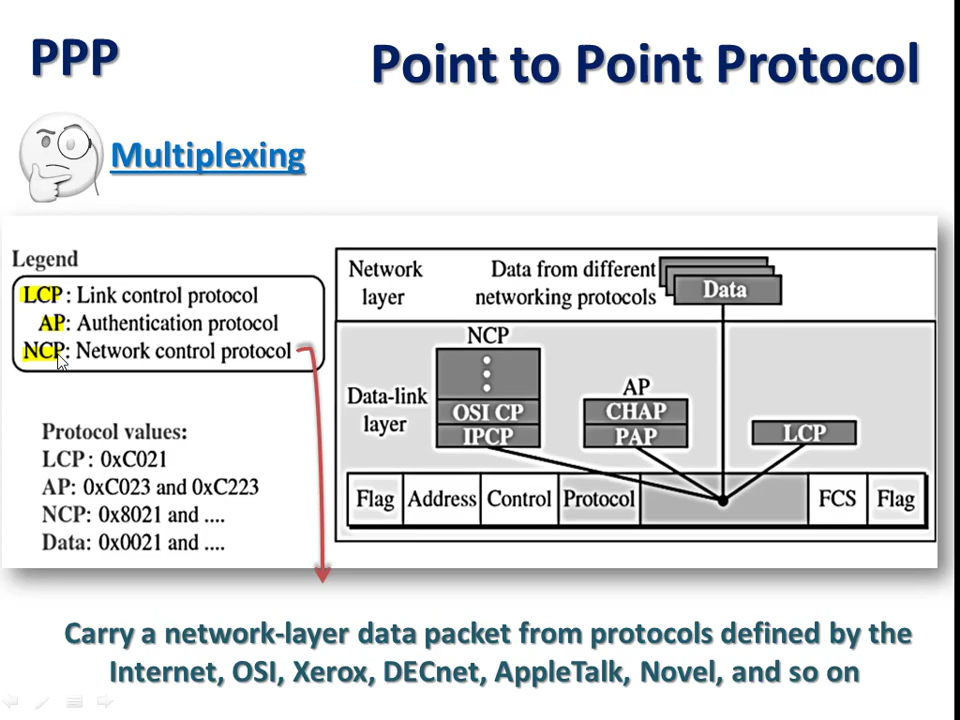 PPP
Point to Point Protocol
Multiplexing
Legend
LCP: Link control protocol
AP: Authentication protocol
NCP: Network control protocol
Protocol values:
LCP: 0xC021
AP: 0xC023 and 0xC223
NCP: 0x8021 and ....
Data: 0x0021 and ....
Network
layer
Data from different
networking protocols
Data
Data-link
layer
NCP
OSI CP
IPCP
AP
CHAP
PAP
LCP
Flag
Address
Control
Protocol
FCS
Flag
Carry a network-layer data packet from protocols defined by the
Internet, OSI, Xerox, DECnet, AppleTalk, Novel, and so on